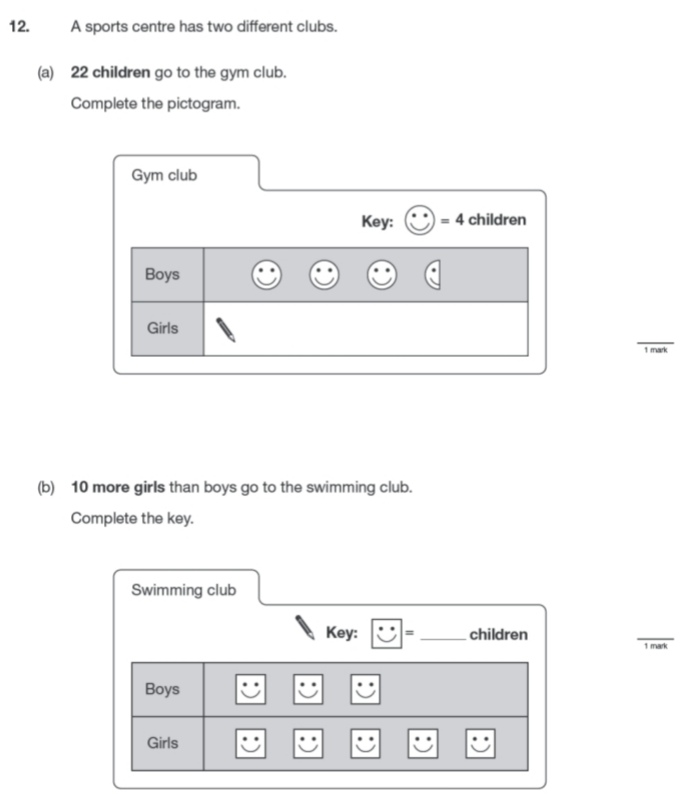 12. A sports centre has two different clubs.
(a) 22 children go to the gym club.
Complete the pictogram.
Gym club
Key: = 4 children
Boys
Girls
1 mark
(b) 10 more girls than boys go to the swimming club.
Complete the key.
Swimming club
Key: = _____ children
1 mark
Boys
Girls